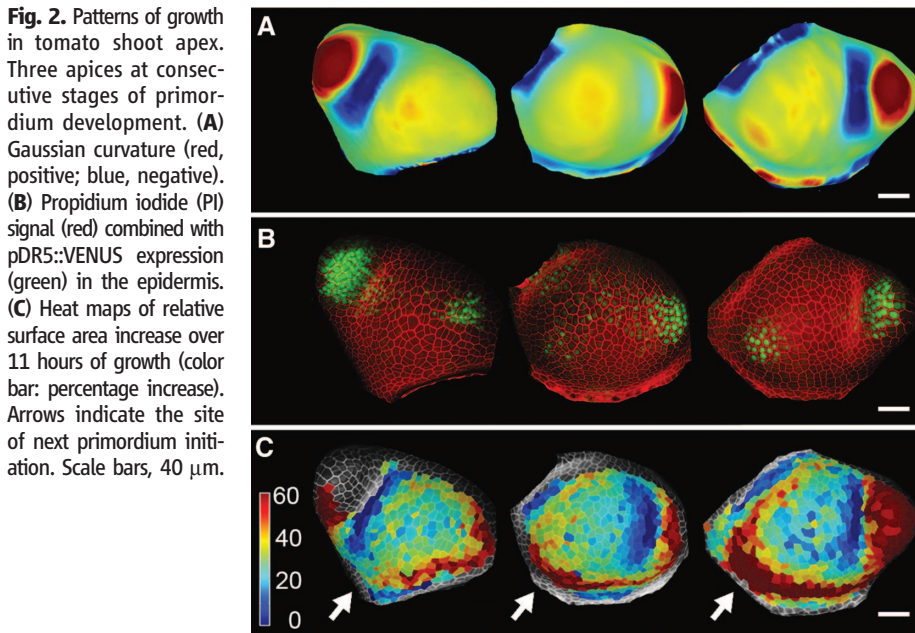 Fig. 2. Patterns of growth
in tomato shoot apex.
Three apices at consec-
utive stages of primor-
dium development. (A)
Gaussian curvature (red,
positive; blue, negative).
(B) Propidium iodide (PI)
signal (red) combined with
pDR5::VENUS expression
(green) in the epidermis.
(C) Heat maps of relative
surface area increase over
11 hours of growth (color
bar: percentage increase).
Arrows indicate the site
of next primordium initi-
ation. Scale bars, 40 μm.
A
B
C
60
40
20
0